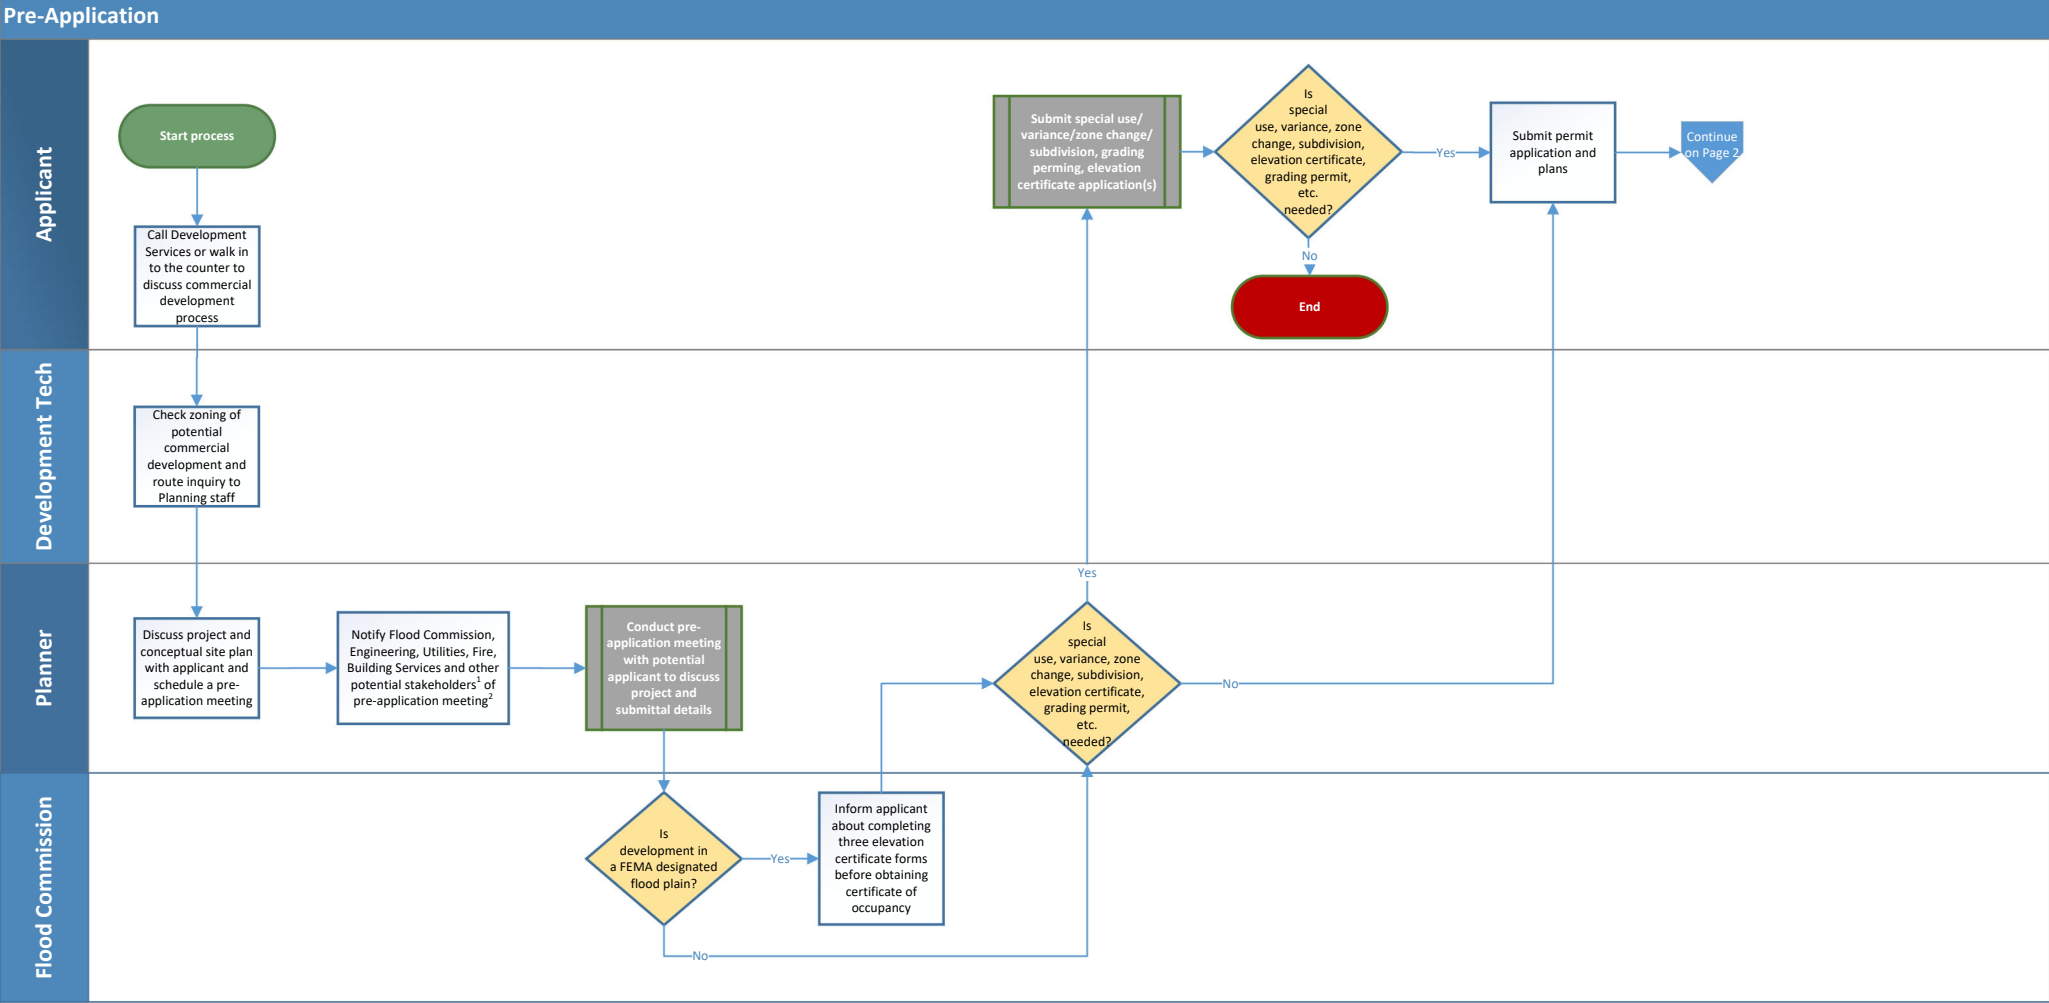 Pre-Application
Applicant
Start process
Call Development
Services or walk in
to the counter to
discuss commercial
development
process
Submit special use/
variance/zone change/
subdivision, grading
perming, elevation
certificate application(s)
Is
special
use, variance, zone
change, subdivision,
elevation certificate,
grading permit,
etc.
needed?
Yes
No
End
Submit permit
application and
plans
Continue
on Page 2
Development Tech
Check zoning of
potential
commercial
development and
route inquiry to
Planning staff
Planner
Discuss project and
conceptual site plan
with applicant and
schedule a pre-
application meeting
Notify Flood Commission,
Engineering, Utilities, Fire,
Building Services and other
potential stakeholders¹ of
pre-application meeting²
Conduct pre-
application meeting
with potential
applicant to discuss
project and
submittal details
Yes
Is
special
use, variance, zone
change, subdivision,
elevation certificate,
grading permit,
etc.
needed?
No
Flood Commission
Is
development in
a FEMA designated
flood plain?
Yes
No
Inform applicant
about completing
three elevation
certificate forms
before obtaining
certificate of
occupancy